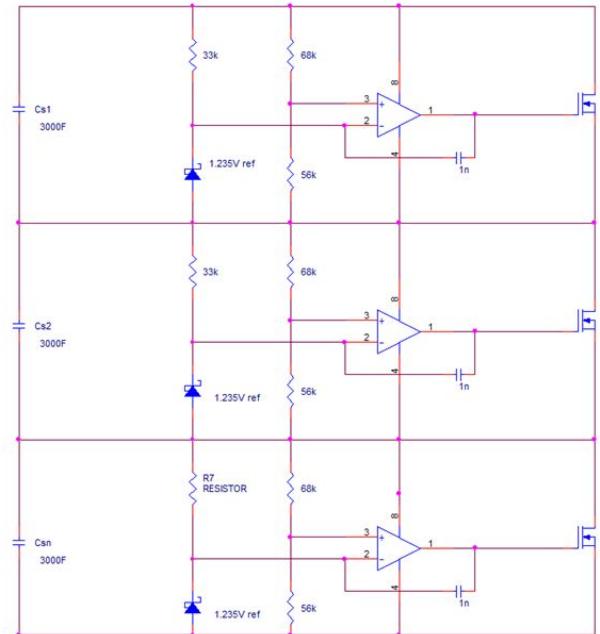 33k
68k
8
3
1
Cs1
2
3000F
1.235V ref
4
1n
56k
33k
68k
8
3
1
Cs2
2
3000F
4
1n
1.235V ref
56k
R7
RESISTOR
68k
8
3
1
Csn
2
3000F
4
1n
1.235V ref
56k